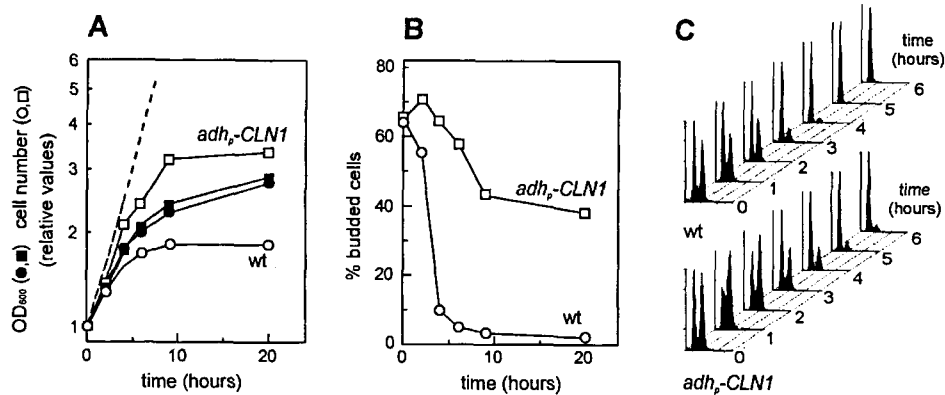 A
OD₆₀₀ (●,■) cell number (○,□)
(relative values)
6
5
4
3
2
1
adhₚ-CLN1
wt
0
10
20
time (hours)
B
% budded cells
80
60
40
20
0
adhₚ-CLN1
wt
0
10
20
time (hours)
C
time
(hours)
6
5
4
3
2
1
0
wt
time
(hours)
6
5
4
3
2
1
0
adhₚ-CLN1